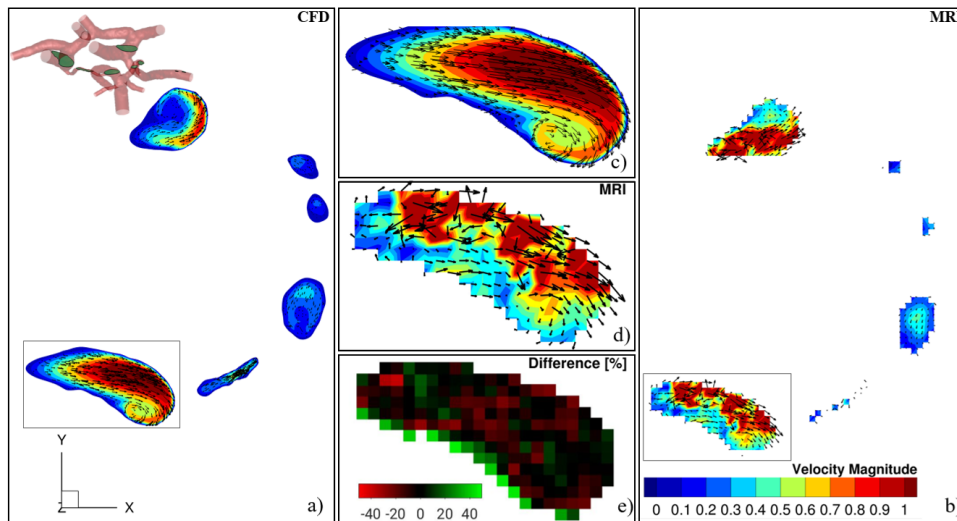 CFD
Y
Z
X
a)
c)
MRI
d)
Difference [%]
-40 -20 0 20 40
e)
MRI
Velocity Magnitude
0 0.1 0.2 0.3 0.4 0.5 0.6 0.7 0.8 0.9 1
b)